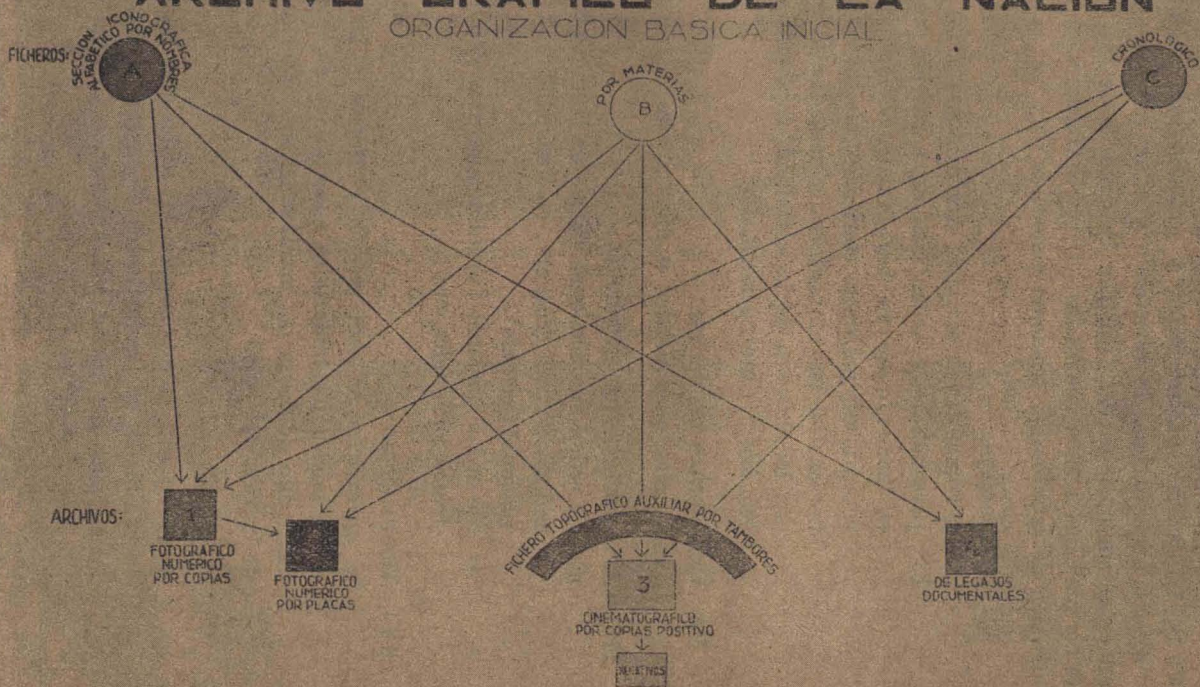 ARCHIVO GRAFICO DE LA NACION
ORGANIZACION BASICA INICIAL
FICHEROS:
SECCION ICONOGRAFICA
ALFABETICO POR NOMBRES
A
POR MATERIAS
B
CRONOLOGICO
C
ARCHIVOS:
1
FOTOGRAFICO
NUMERICO
POR COPIAS
2
FOTOGRAFICO
NUMERICO
POR PLACAS
FICHERO TOPOGRAFICO AUXILIAR POR TAMBORES
3
CINEMATOGRAFICO
POR COPIAS POSITIVO
NEGATIVOS
4
DE LEGAJOS
DOCUMENTALES